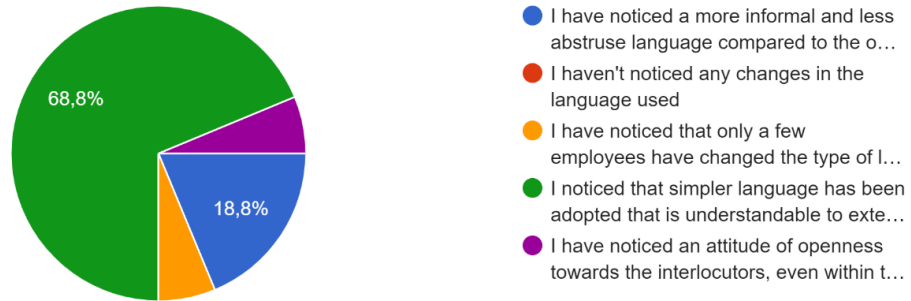 68,8%
18,8%
I have noticed a more informal and less
abstruse language compared to the o…
I haven't noticed any changes in the
language used
I have noticed that only a few
employees have changed the type of l…
I noticed that simpler language has been
adopted that is understandable to exte…
I have noticed an attitude of openness
towards the interlocutors, even within t…